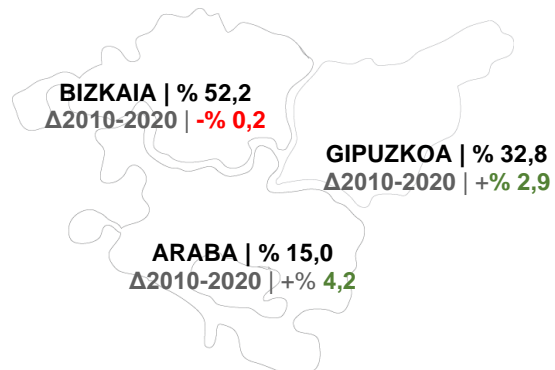 BIZKAIA | % 52,2
Δ2010-2020 | -% 0,2
GIPUZKOA | % 32,8
Δ2010-2020 | +% 2,9
ARABA | % 15,0
Δ2010-2020 | +% 4,2